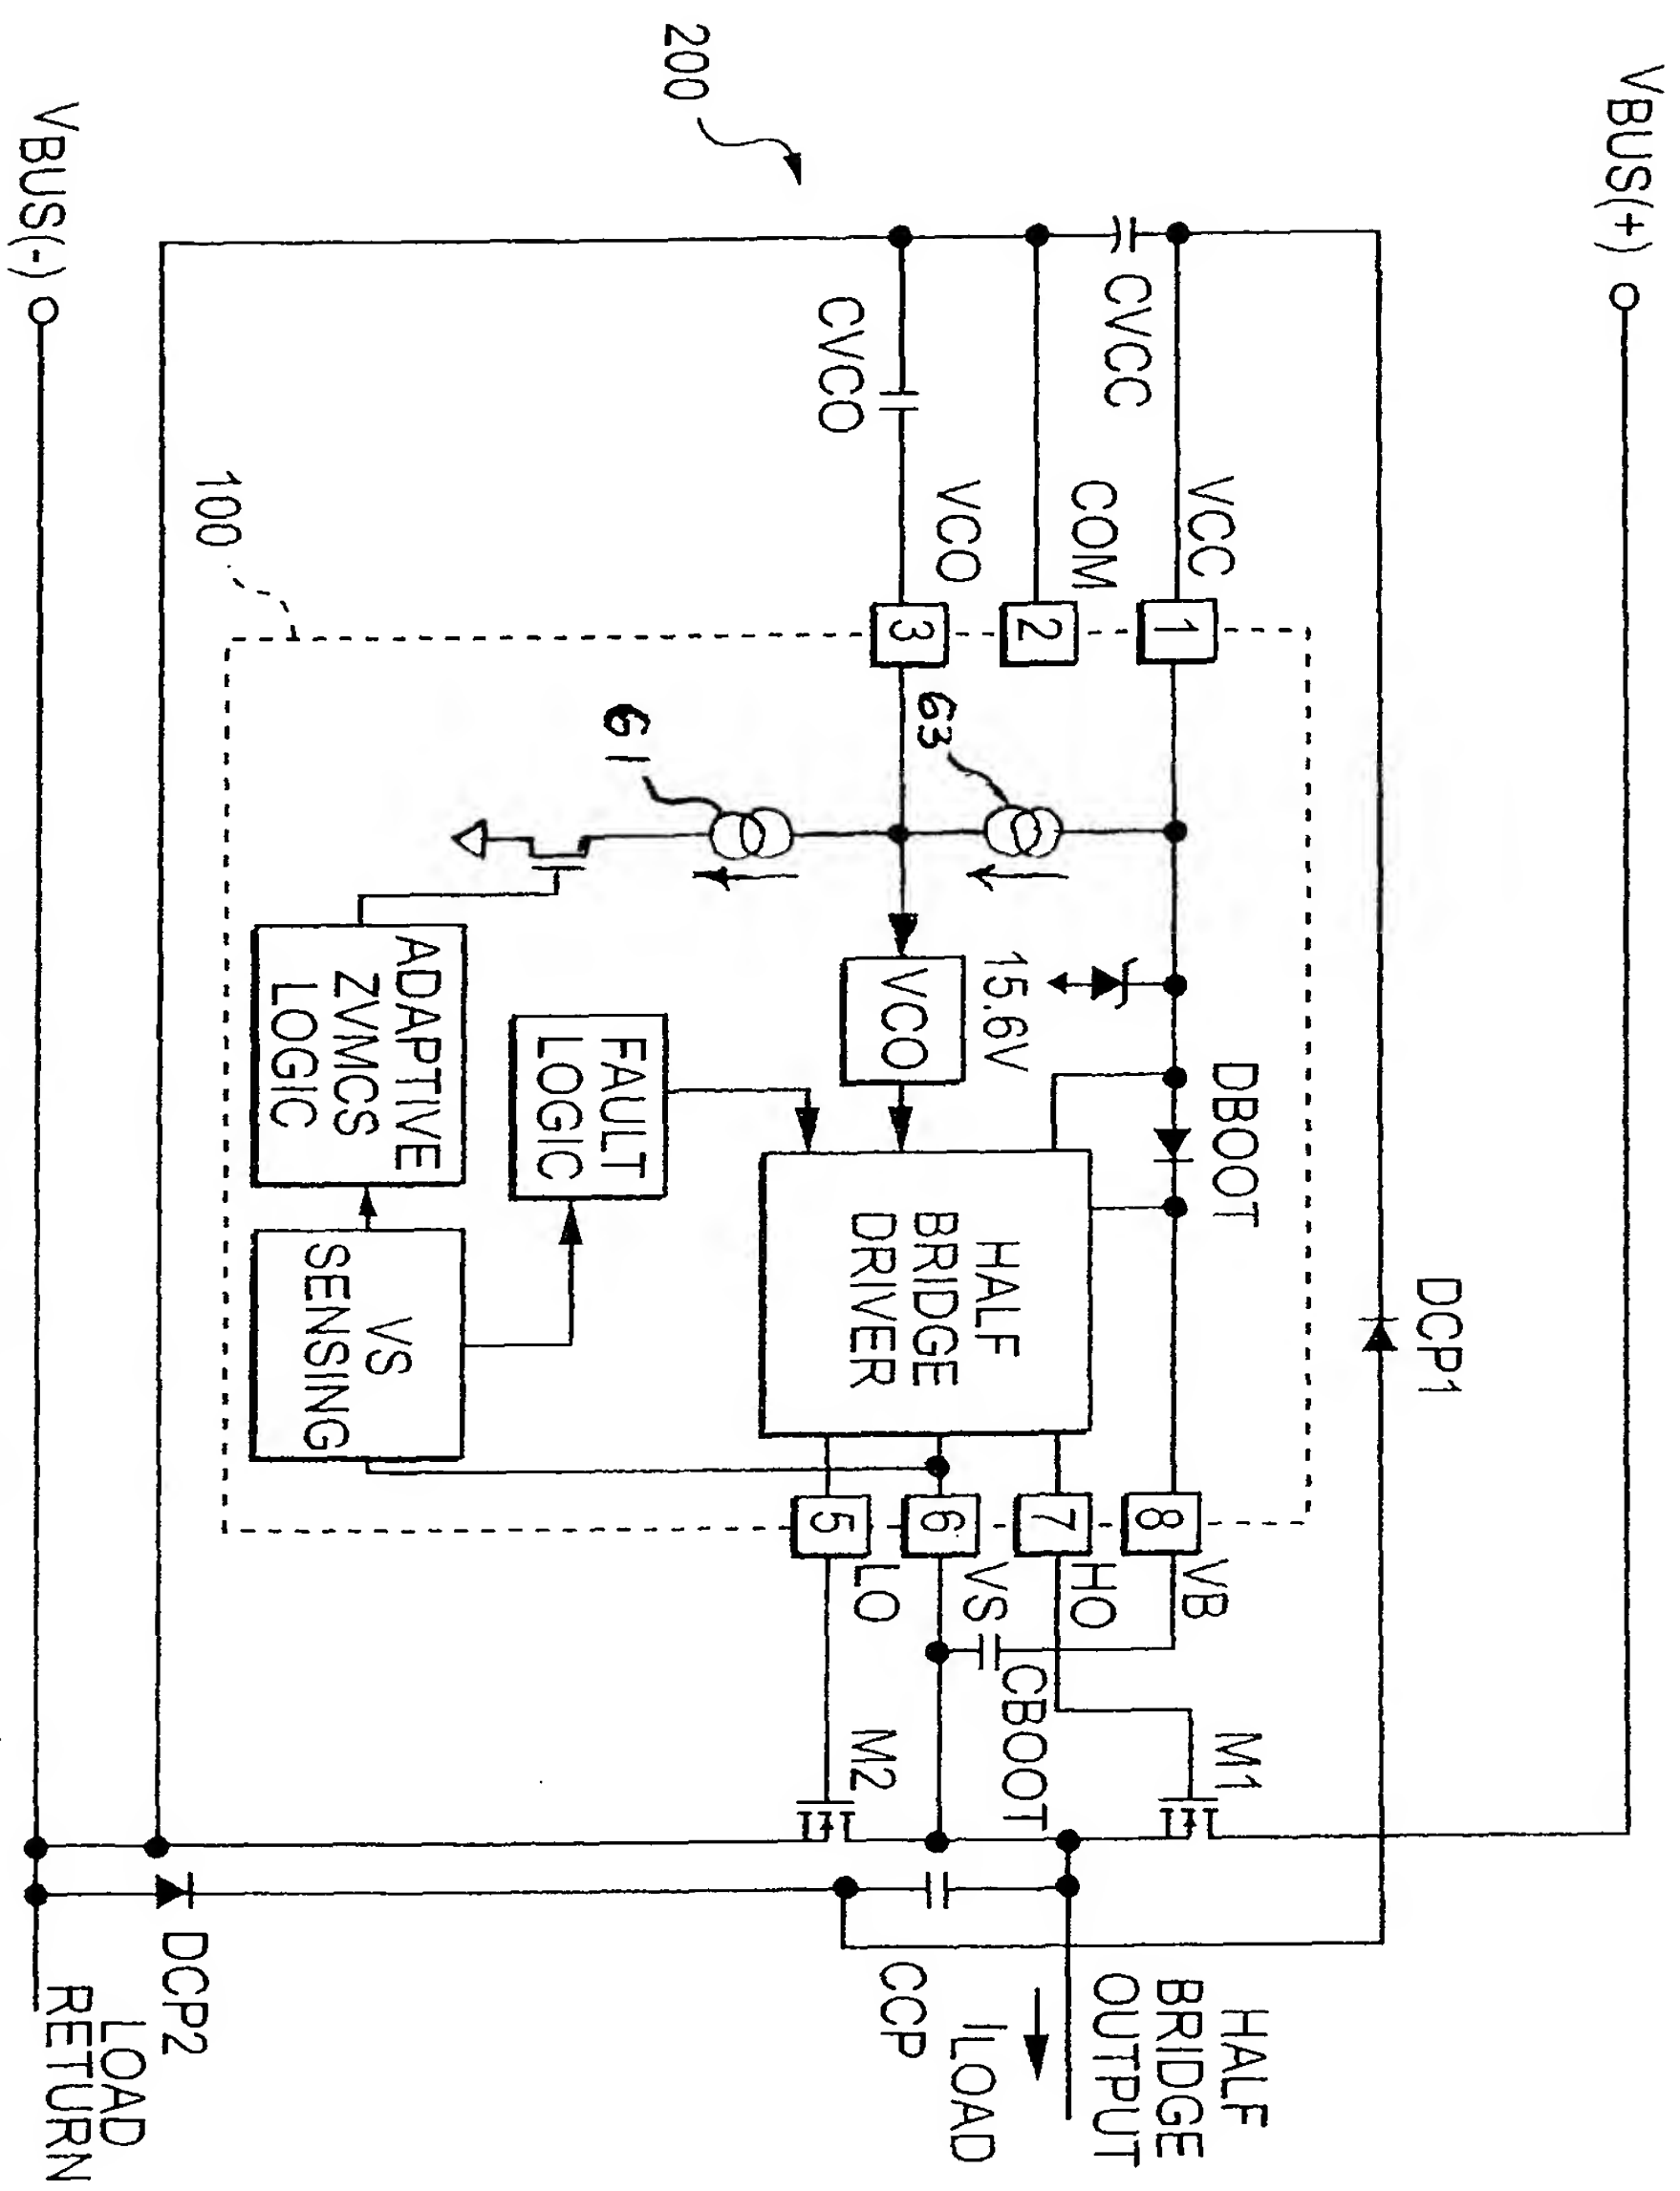 VBUS(+)
200
VBUS(-)
DCP1
CVCC
VCC
COM
VCO
CVCO
100
1
2
3
63
61
15.6V
DBOOT
VCO
HALF
BRIDGE
DRIVER
FAULT
LOGIC
ADAPTIVE
ZVMCS
LOGIC
VS
SENSING
8
7
6
5
VB
HO
VS
LO
CBOOT
M1
M2
HALF
BRIDGE
OUTPUT
ILOAD
CCP
DCP2
LOAD
RETURN